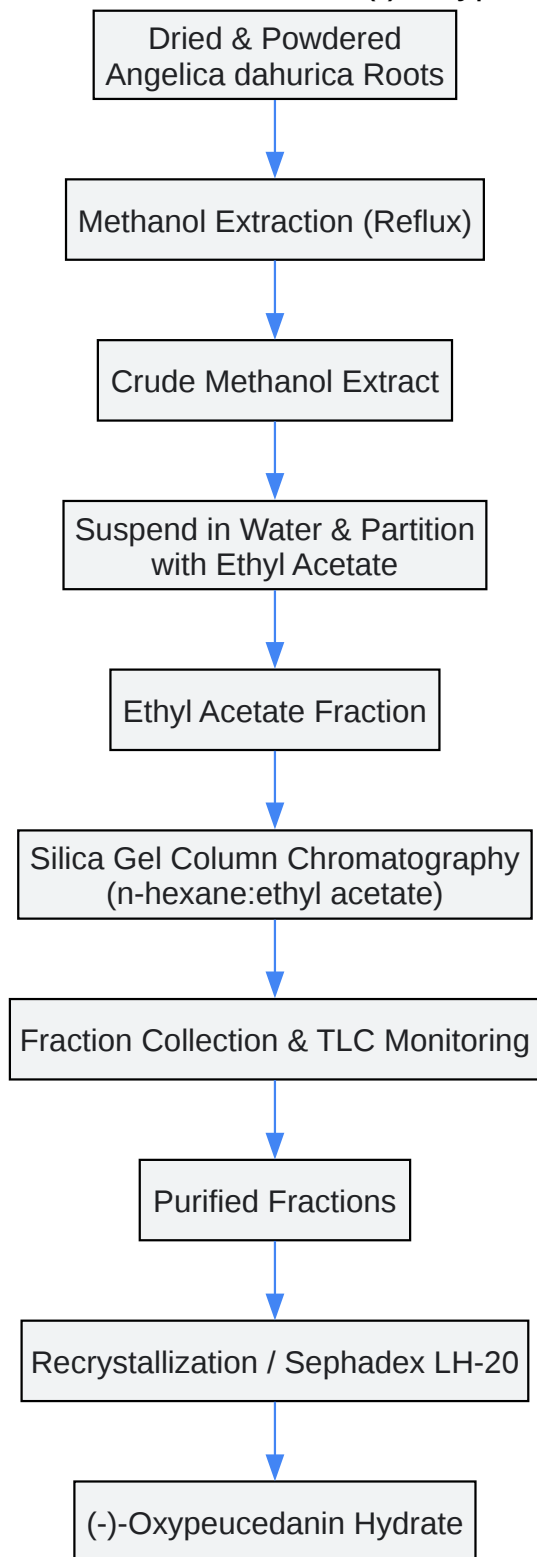 Dried & Powdered
Angelica dahurica Roots
Methanol Extraction (Reflux)
Crude Methanol Extract
Suspend in Water & Partition
with Ethyl Acetate
Ethyl Acetate Fraction
Silica Gel Column Chromatography
(n-hexane:ethyl acetate)
Fraction Collection & TLC Monitoring
Purified Fractions
Recrystallization / Sephadex LH-20
(-)-Oxypeucedanin Hydrate